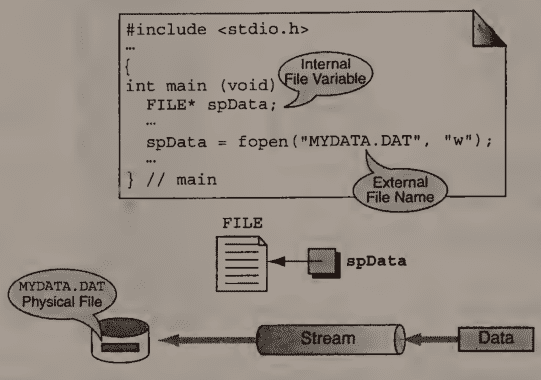 #include <stdio.h>
…
{
int main (void)
Internal
File Variable
FILE* spData;
…
spData = fopen("MYDATA.DAT", "w");
…
} // main
External
File Name
FILE
spData
MYDATA.DAT
Physical File
Stream
Data